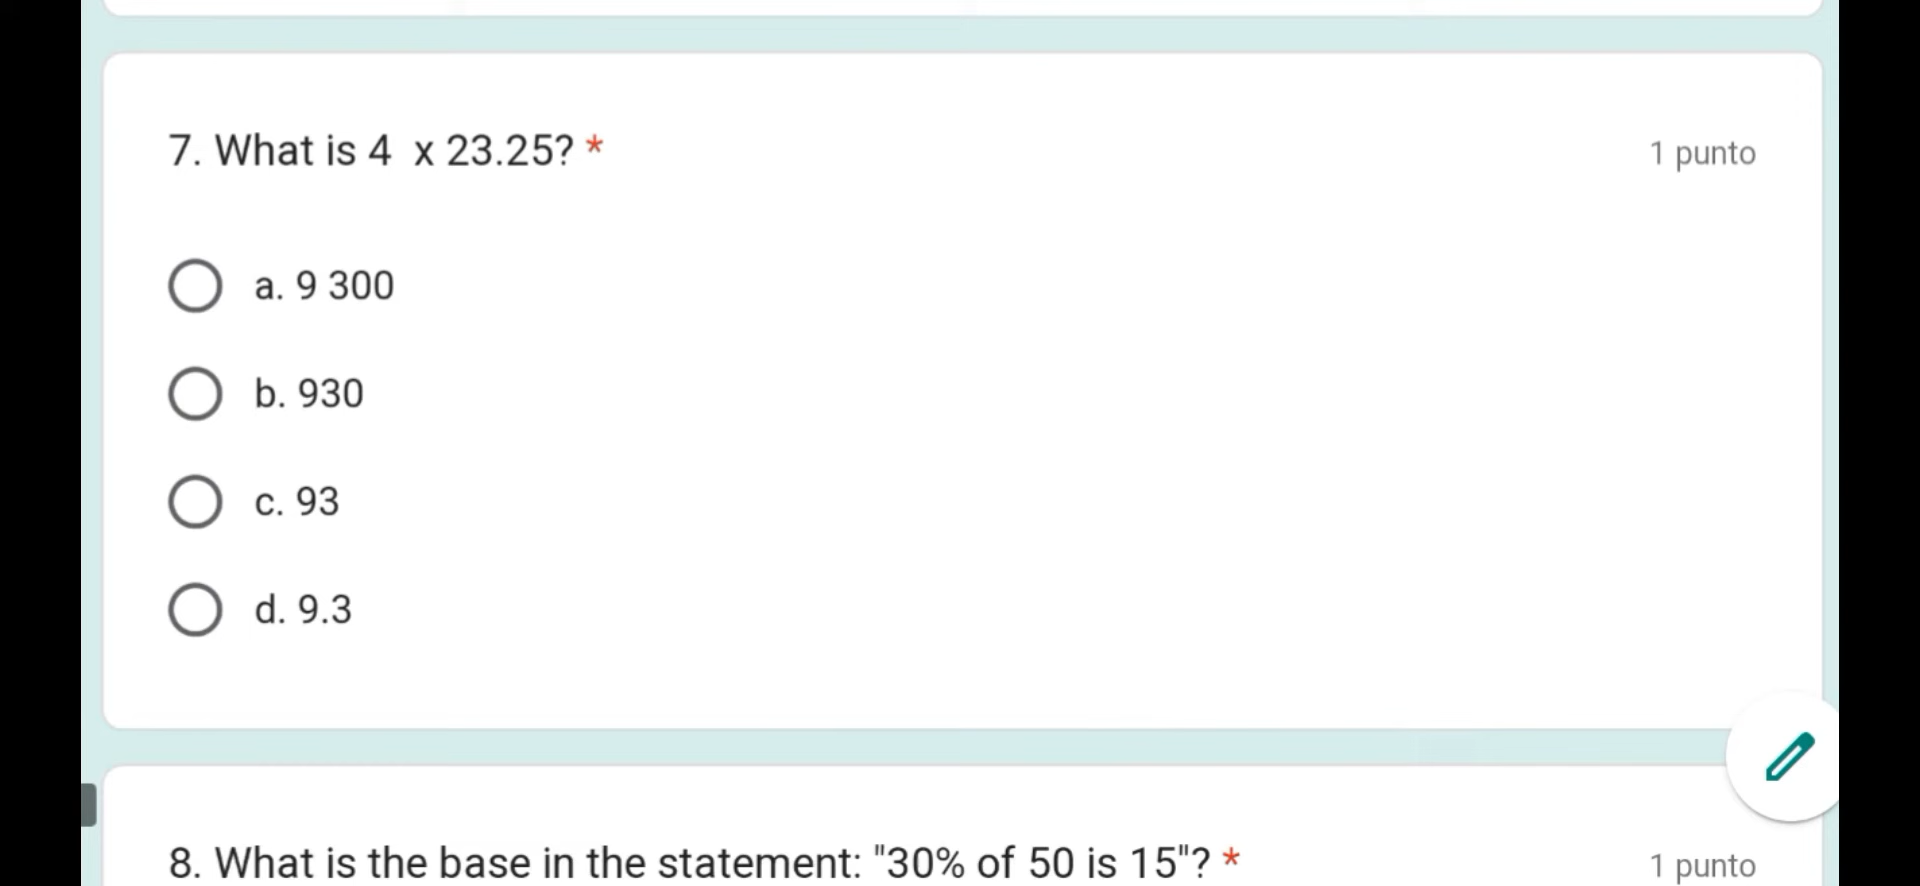 7. What is 4 x 23.25? *
1 punto
a. 9 300
b. 930
c. 93
d. 9.3
8. What is the base in the statement: "30% of 50 is 15"? *
1 punto